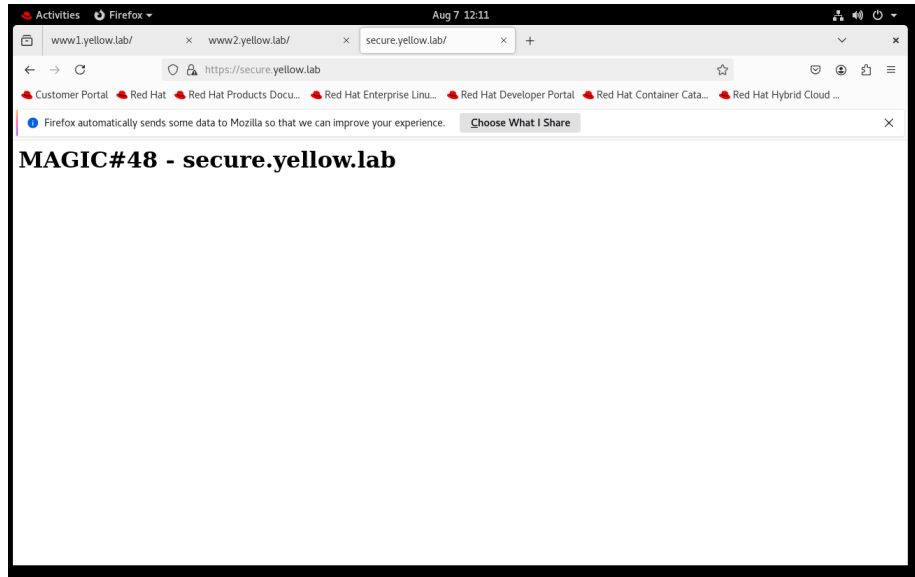 Activities Firefox Aug 7 12:11
www1.yellow.lab/ × www2.yellow.lab/ × secure.yellow.lab/ × +
https://secure.yellow.lab
Customer Portal Red Hat Red Hat Products Docu... Red Hat Enterprise Linu... Red Hat Developer Portal Red Hat Container Cata... Red Hat Hybrid Cloud ...
Firefox automatically sends some data to Mozilla so that we can improve your experience. Choose What I Share
MAGIC#48 - secure.yellow.lab